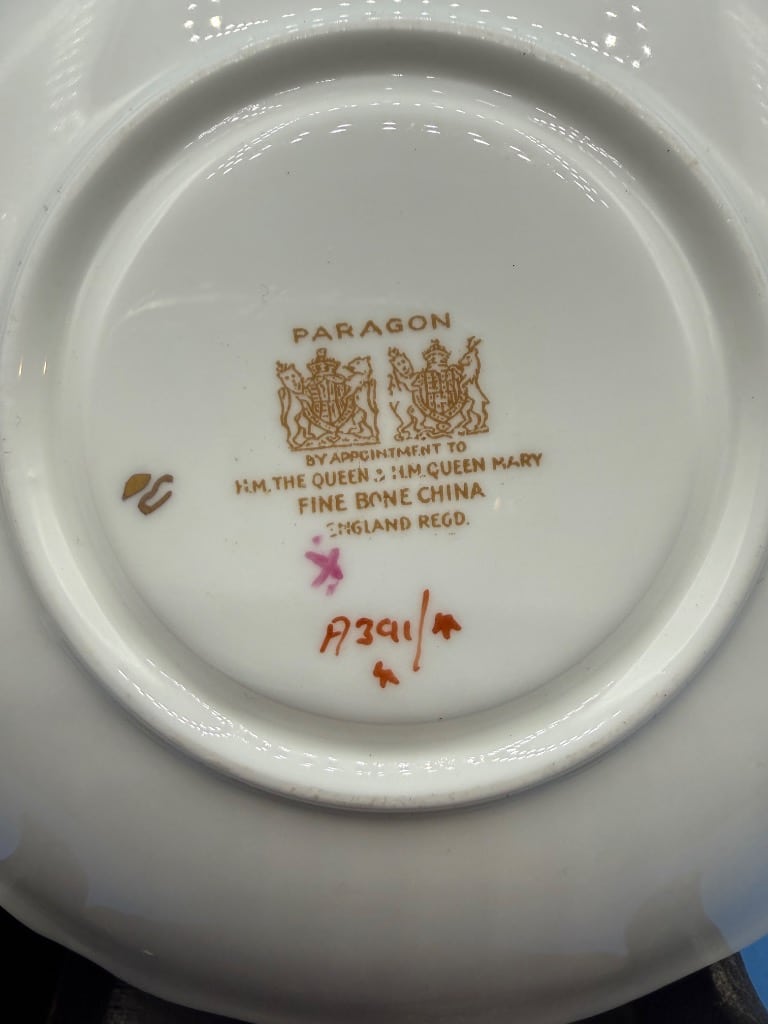 PARAGON
BY APPOINTMENT TO
H.M. THE QUEEN & H.M. QUEEN MARY
FINE BONE CHINA
ENGLAND REGD.
A391/